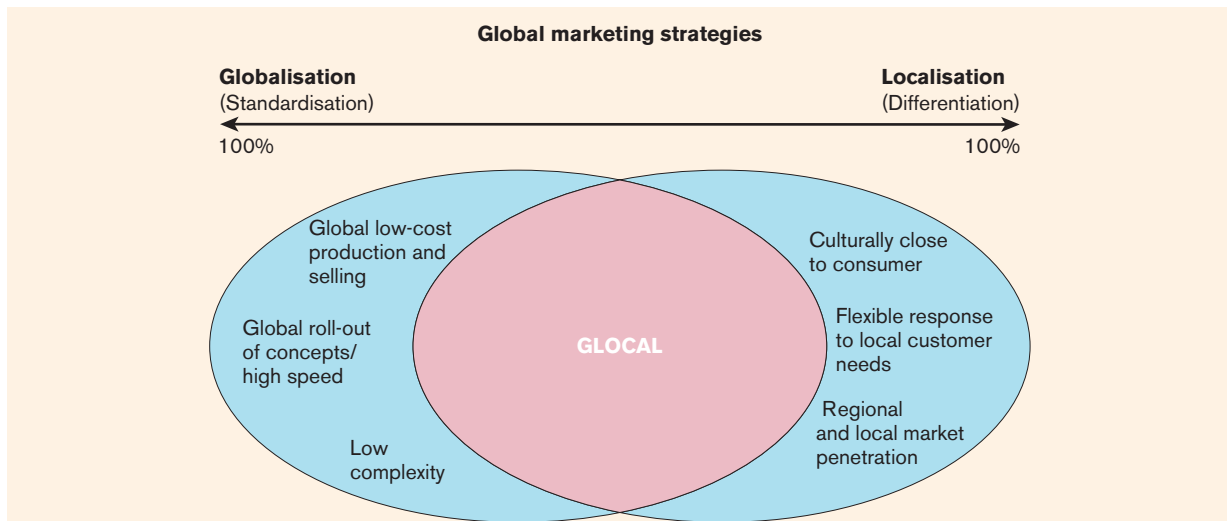 Global marketing strategies
Globalisation
(Standardisation)
Localisation
(Differentiation)
100%
100%
Global low-cost
production and
selling
Global roll-out
of concepts/
high speed
Low
complexity
GLOCAL
Culturally close
to consumer
Flexible response
to local customer
needs
Regional
and local market
penetration